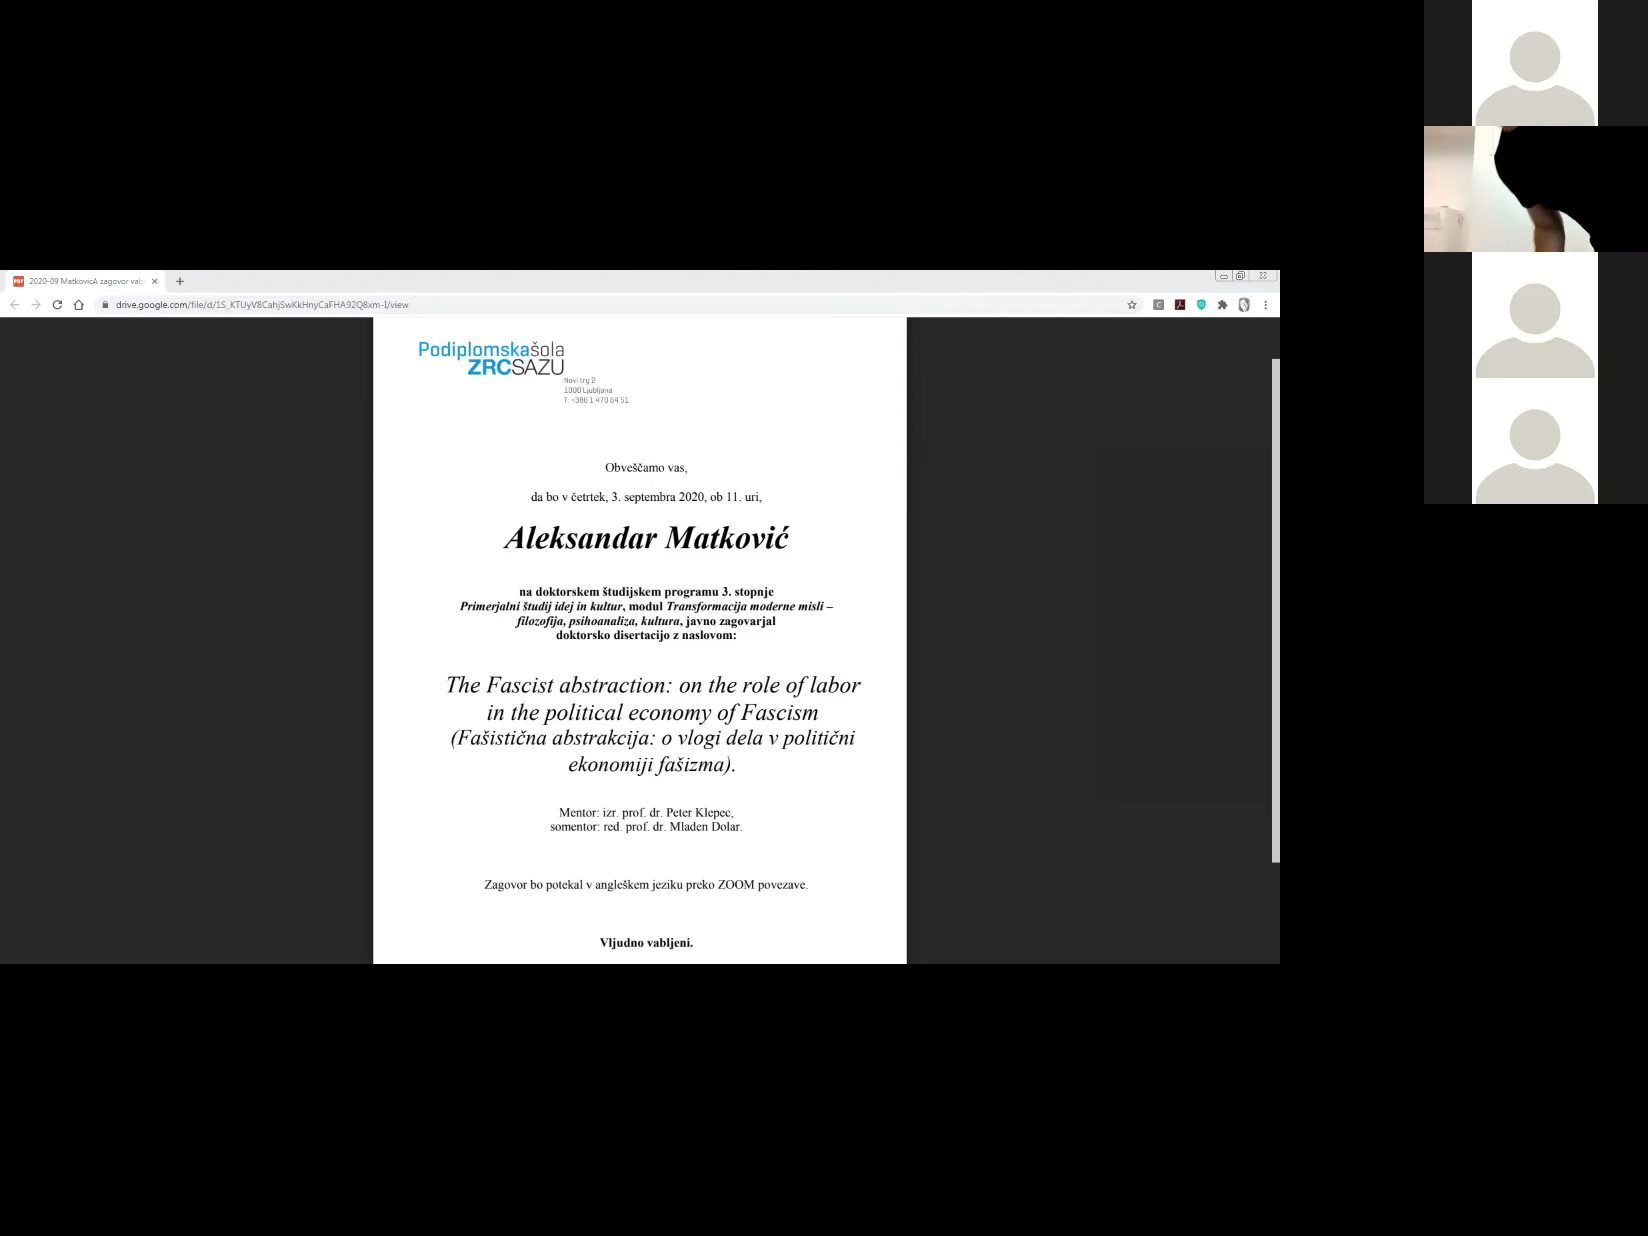 2020-09 MatkovicA zagovor vab
drive.google.com/file/d/1S_KTUyV8CahjSwKkHnyCaFHA92Q8xm-I/view
Podiplomskašola
ZRCSAZU
Novi trg 2
1000 Ljubljana
T: +386 1 470 64 51
Obveščamo vas,
da bo v četrtek, 3. septembra 2020, ob 11. uri,
Aleksandar Matković
na doktorskem študijskem programu 3. stopnje
Primerjalni študij idej in kultur, modul Transformacija moderne misli –
filozofija, psihoanaliza, kultura, javno zagovarjal
doktorsko disertacijo z naslovom:
The Fascist abstraction: on the role of labor
in the political economy of Fascism
(Fašistična abstrakcija: o vlogi dela v politični
ekonomiji fašizma).
Mentor: izr. prof. dr. Peter Klepec,
somentor: red. prof. dr. Mladen Dolar.
Zagovor bo potekal v angleškem jeziku preko ZOOM povezave.
Vljudno vabljeni.